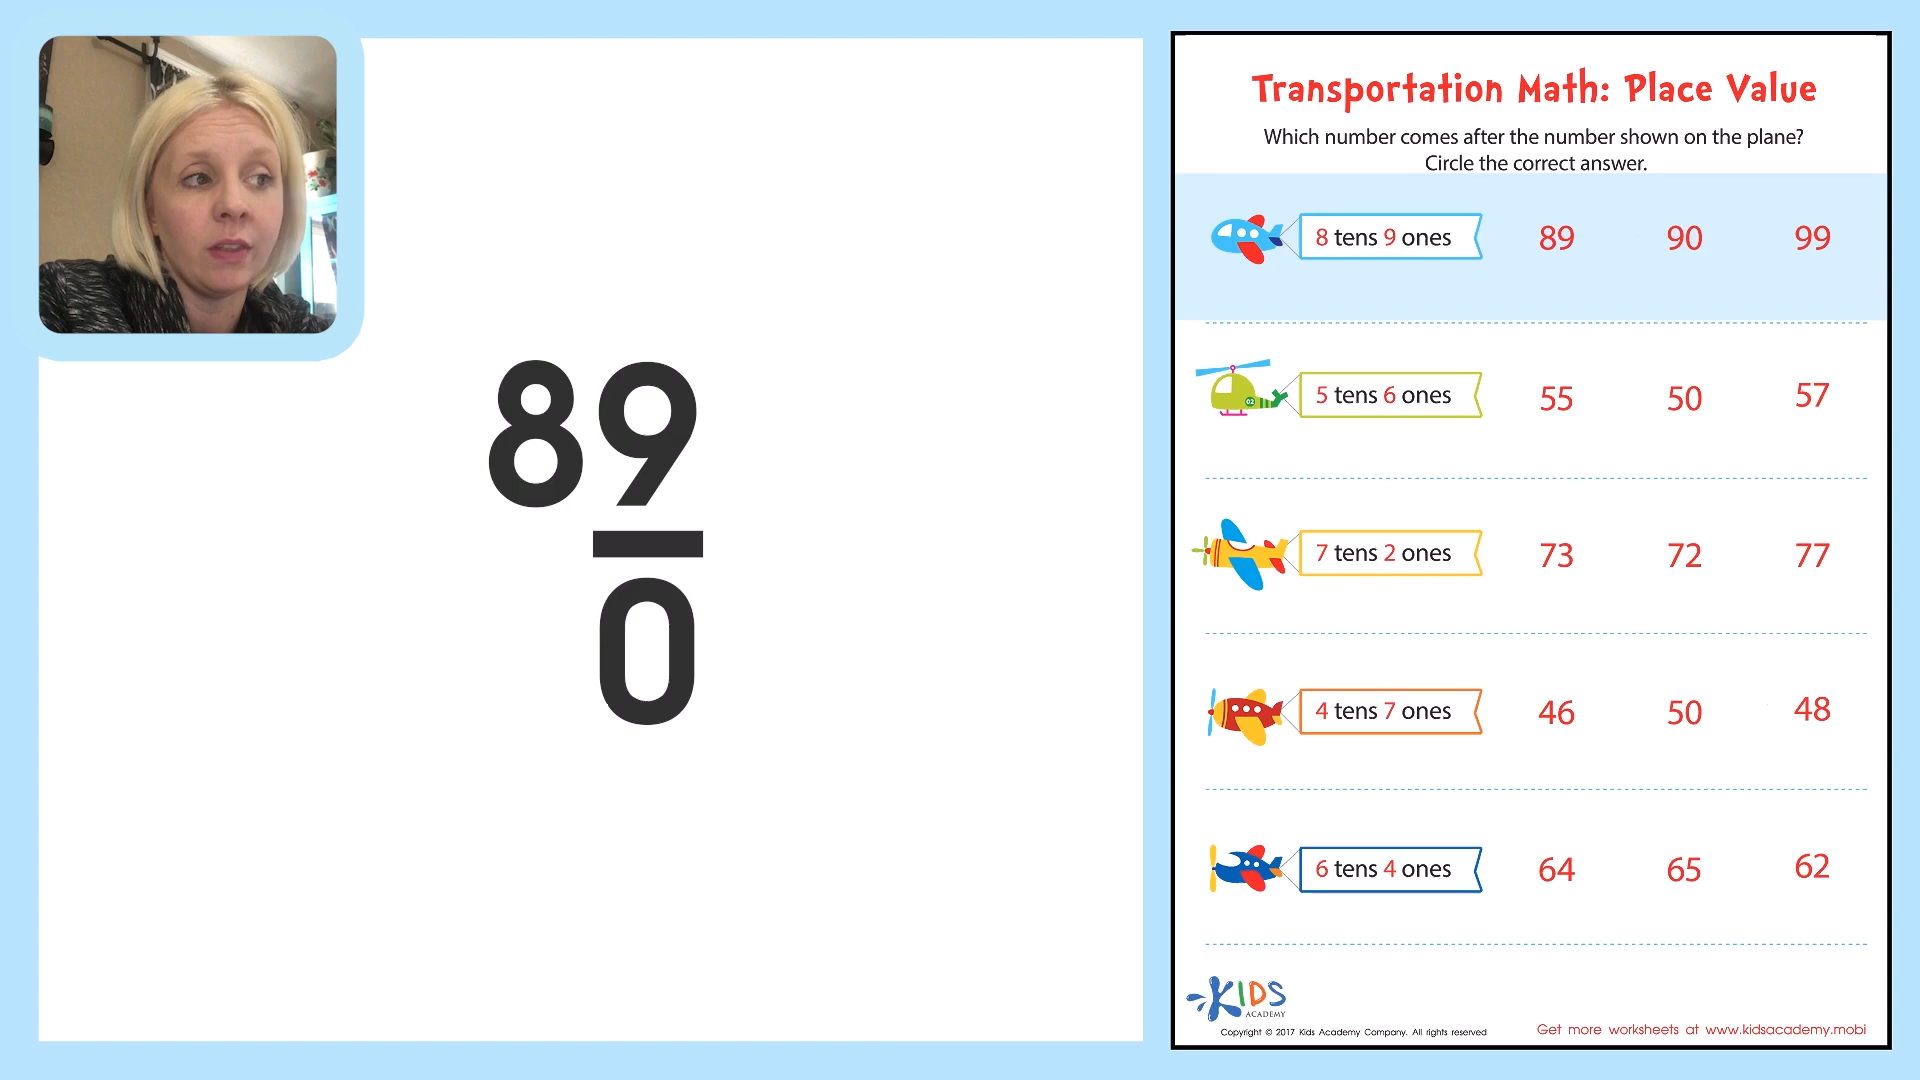 89
0
Transportation Math: Place Value
Which number comes after the number shown on the plane?
Circle the correct answer.
8 tens 9 ones 89 90 99
02
5 tens 6 ones 55 50 57
7 tens 2 ones 73 72 77
4 tens 7 ones 46 50 48
6 tens 4 ones 64 65 62
KIDS
ACADEMY
Copyright © 2017 Kids Academy Company. All rights reserved
Get more worksheets at www.kidsacademy.mobi